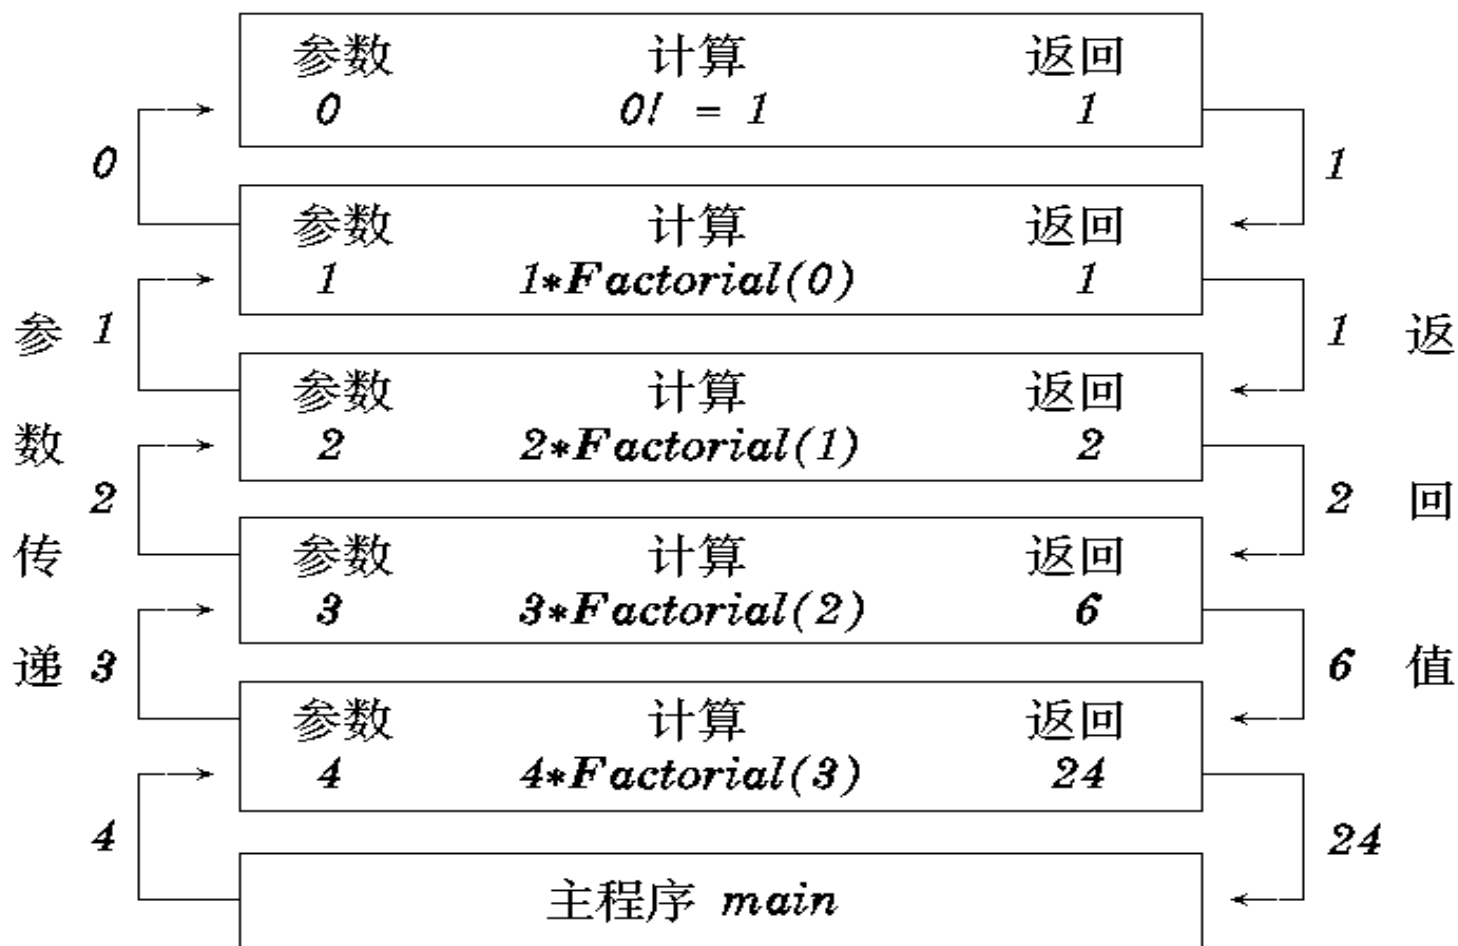 参数 计算 返回
0 0! = 1 1
0 1
参数 计算 返回
1 1*Factorial(0) 1
参 1 1 返
参数 计算 返回
数 2 2*Factorial(1) 2
2 2 回
传 参数 计算 返回
3 3*Factorial(2) 6
递 3 6 值
参数 计算 返回
4 4*Factorial(3) 24
4 24
主程序 main